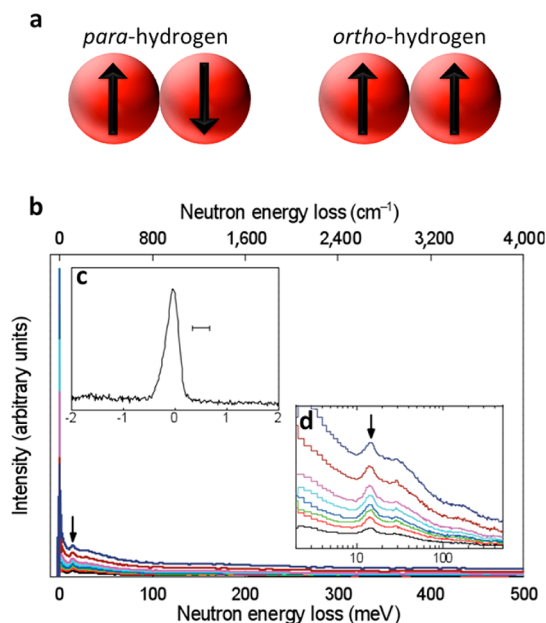 a
para-hydrogen ortho-hydrogen
b
Neutron energy loss (cm⁻¹)
0 800 1,600 2,400 3,200 4,000
Intensity (arbitrary units)
c
-2 -1 0 1 2
d
10 100
0 100 200 300 400 500
Neutron energy loss (meV)